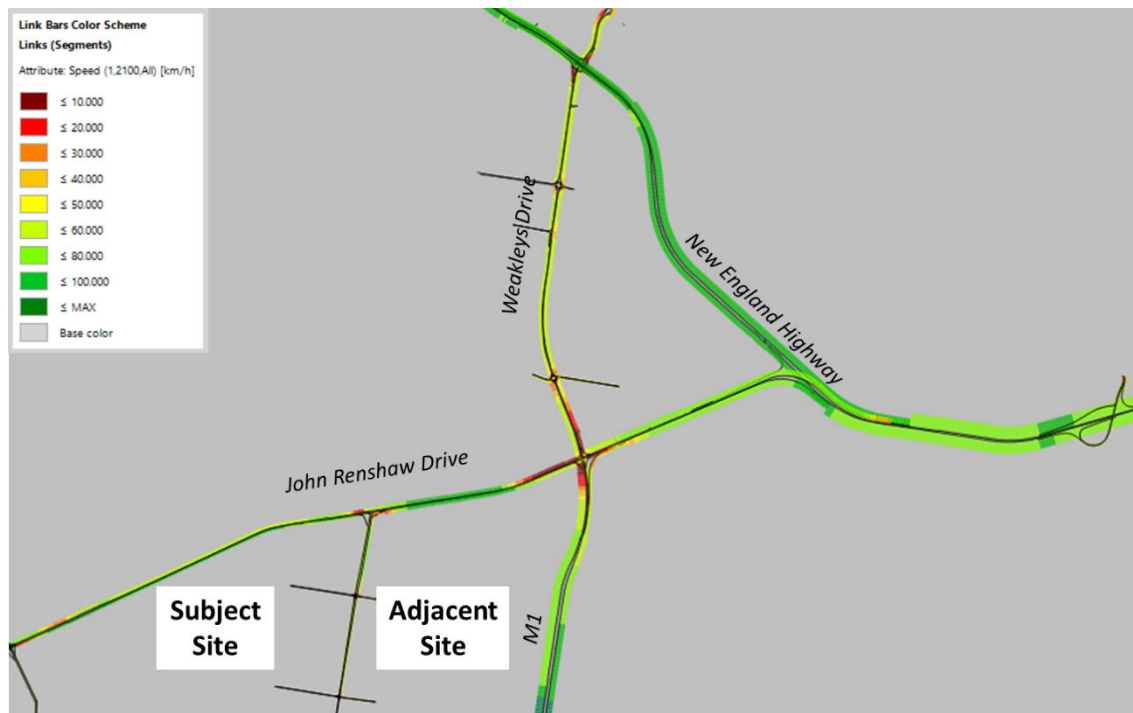 Link Bars Color Scheme
Links (Segments)
Attribute: Speed (1,2100,All) [km/h]
≤ 10.000
≤ 20.000
≤ 30.000
≤ 40.000
≤ 50.000
≤ 60.000
≤ 80.000
≤ 100.000
≤ MAX
Base color
Weakleys Drive
New England Highway
John Renshaw Drive
Subject
Site
Adjacent
Site
M1